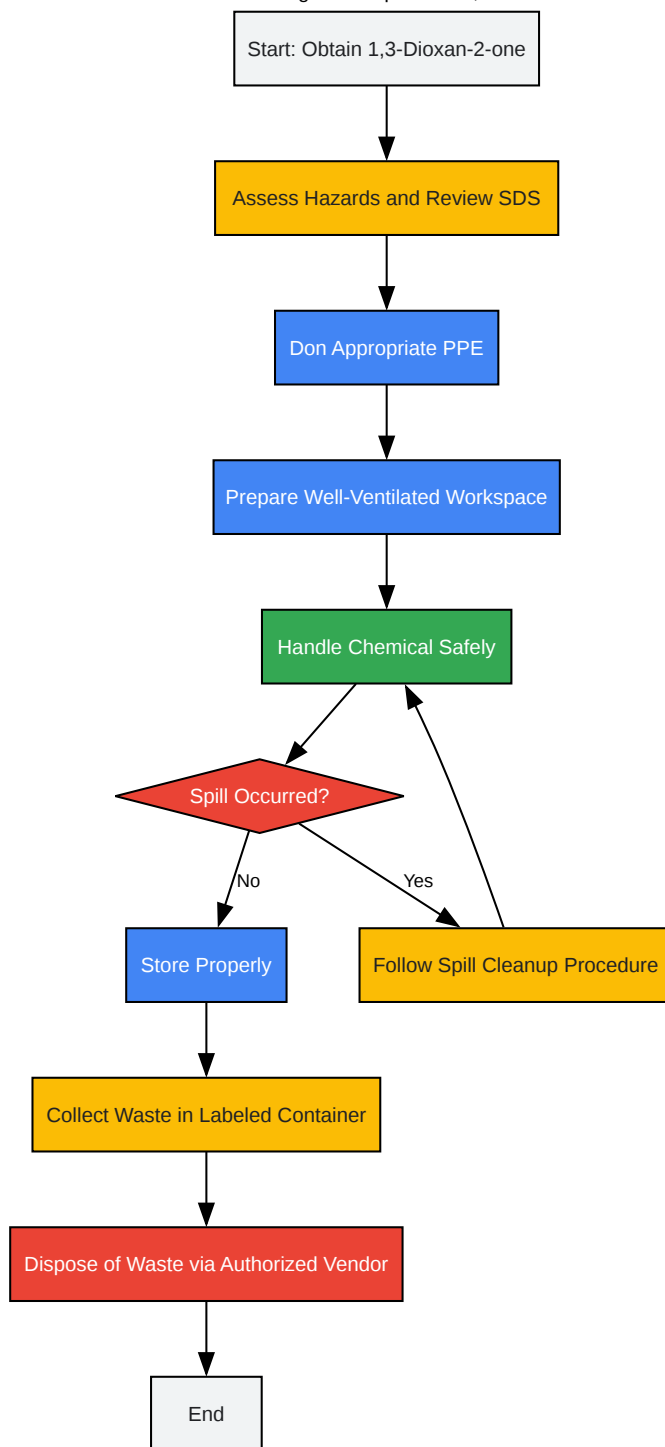 Start: Obtain 1,3-Dioxan-2-one
Assess Hazards and Review SDS
Don Appropriate PPE
Prepare Well-Ventilated Workspace
Handle Chemical Safely
Spill Occurred?
No
Yes
Store Properly
Follow Spill Cleanup Procedure
Collect Waste in Labeled Container
Dispose of Waste via Authorized Vendor
End